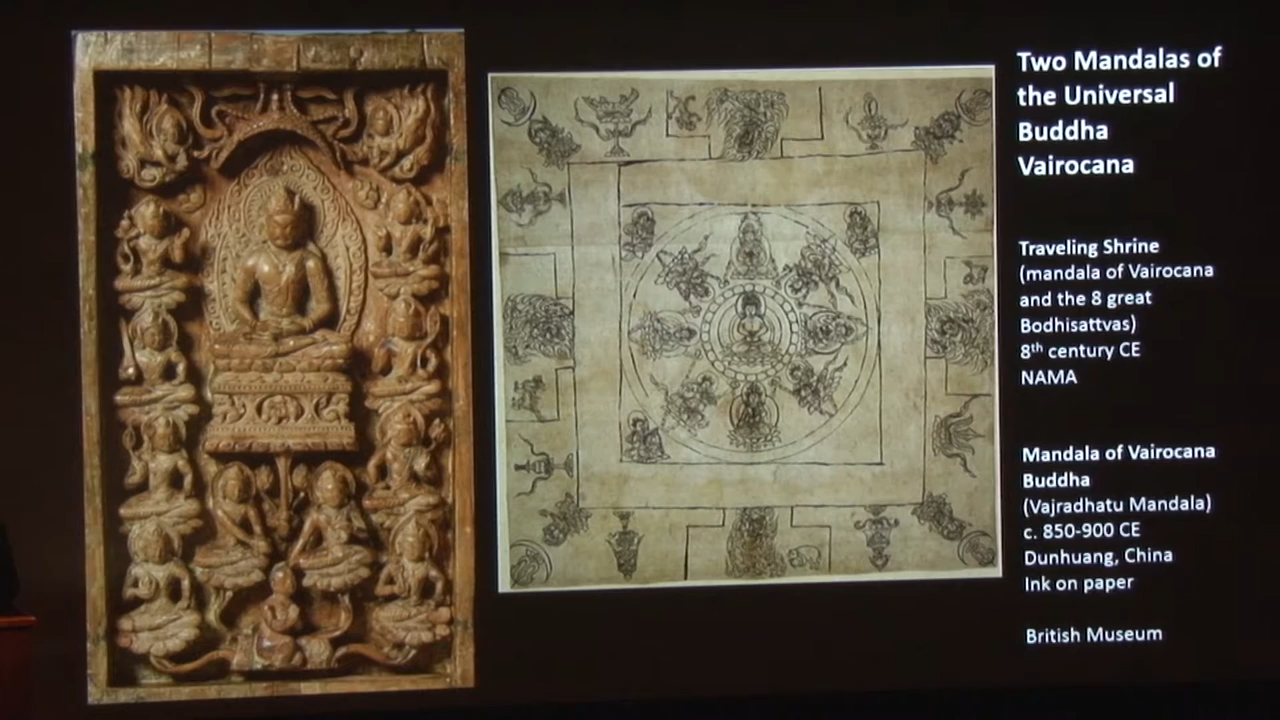 Two Mandalas of
the Universal
Buddha
Vairocana
Traveling Shrine
(mandala of Vairocana
and the 8 great
Bodhisattvas)
8th century CE
NAMA
Mandala of Vairocana
Buddha
(Vajradhatu Mandala)
c. 850-900 CE
Dunhuang, China
Ink on paper
British Museum